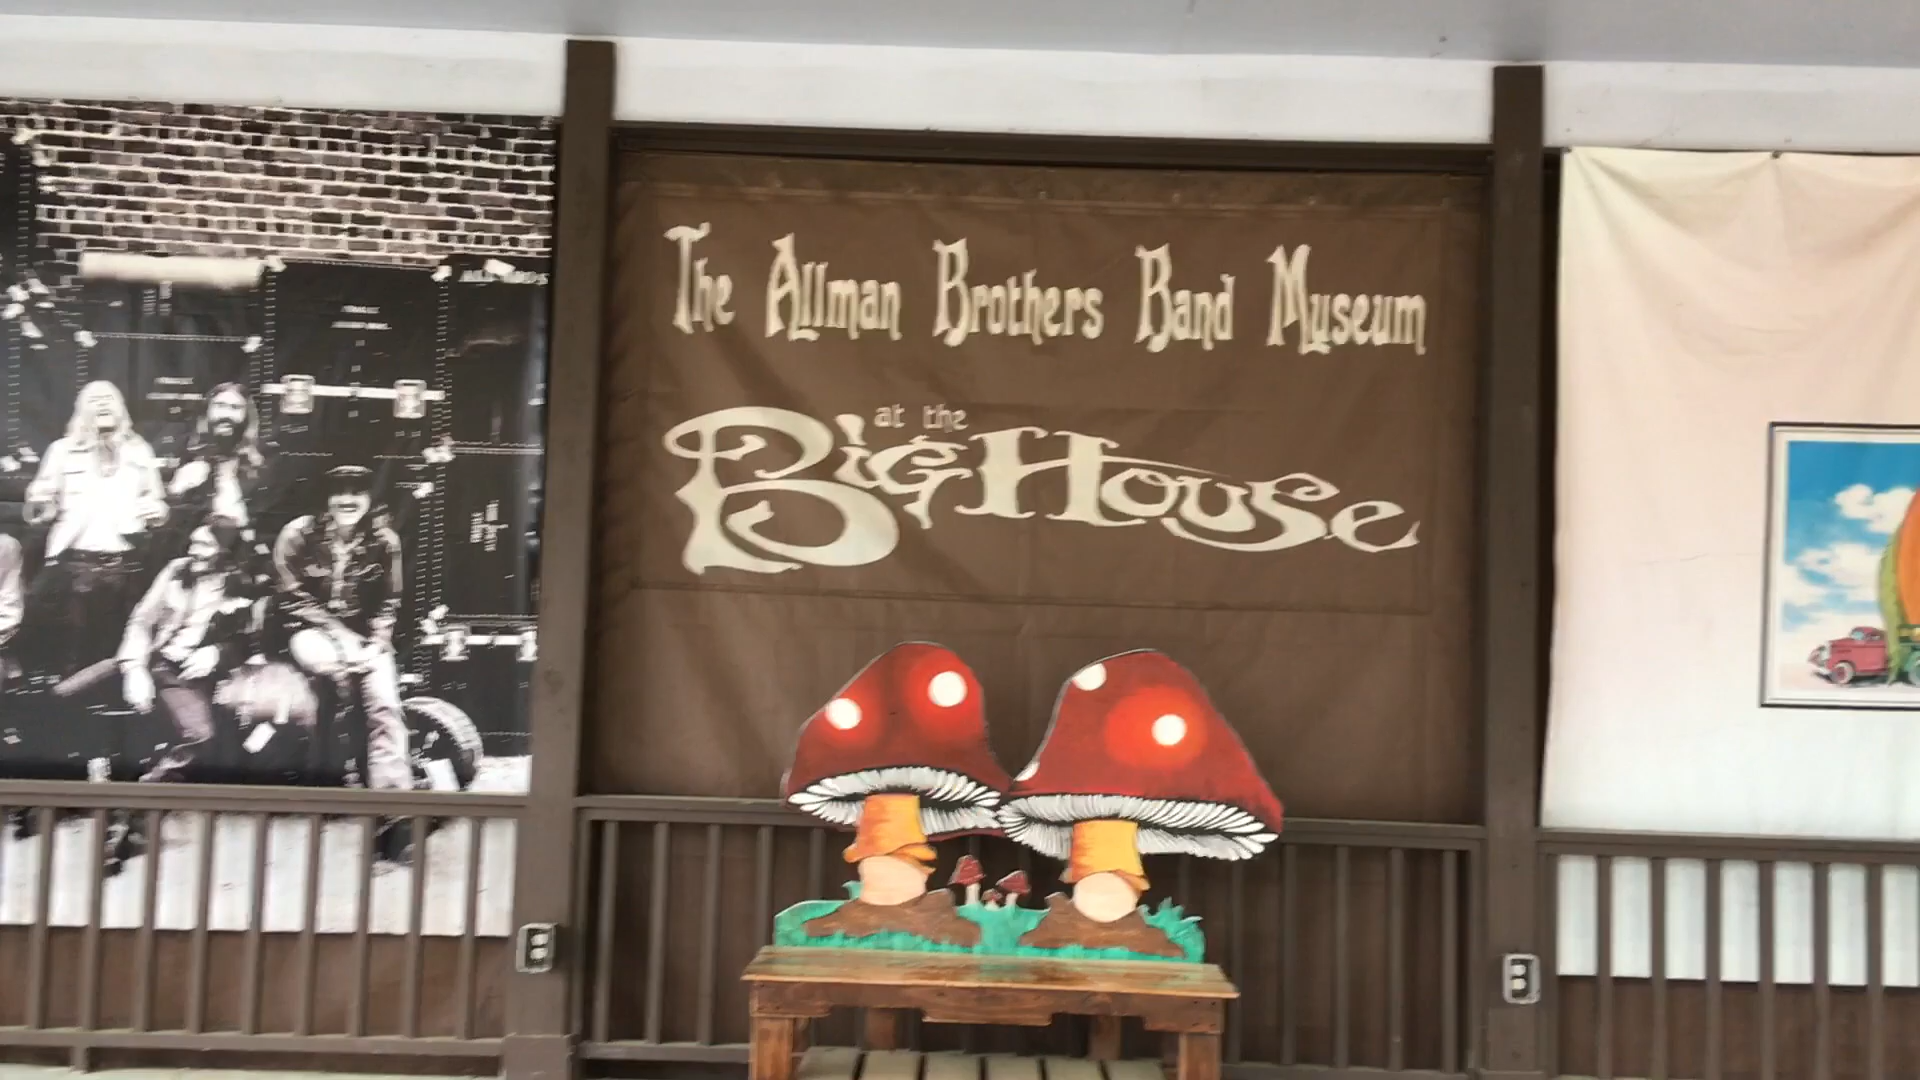 The Allman Brothers Band Museum
at the
Big House